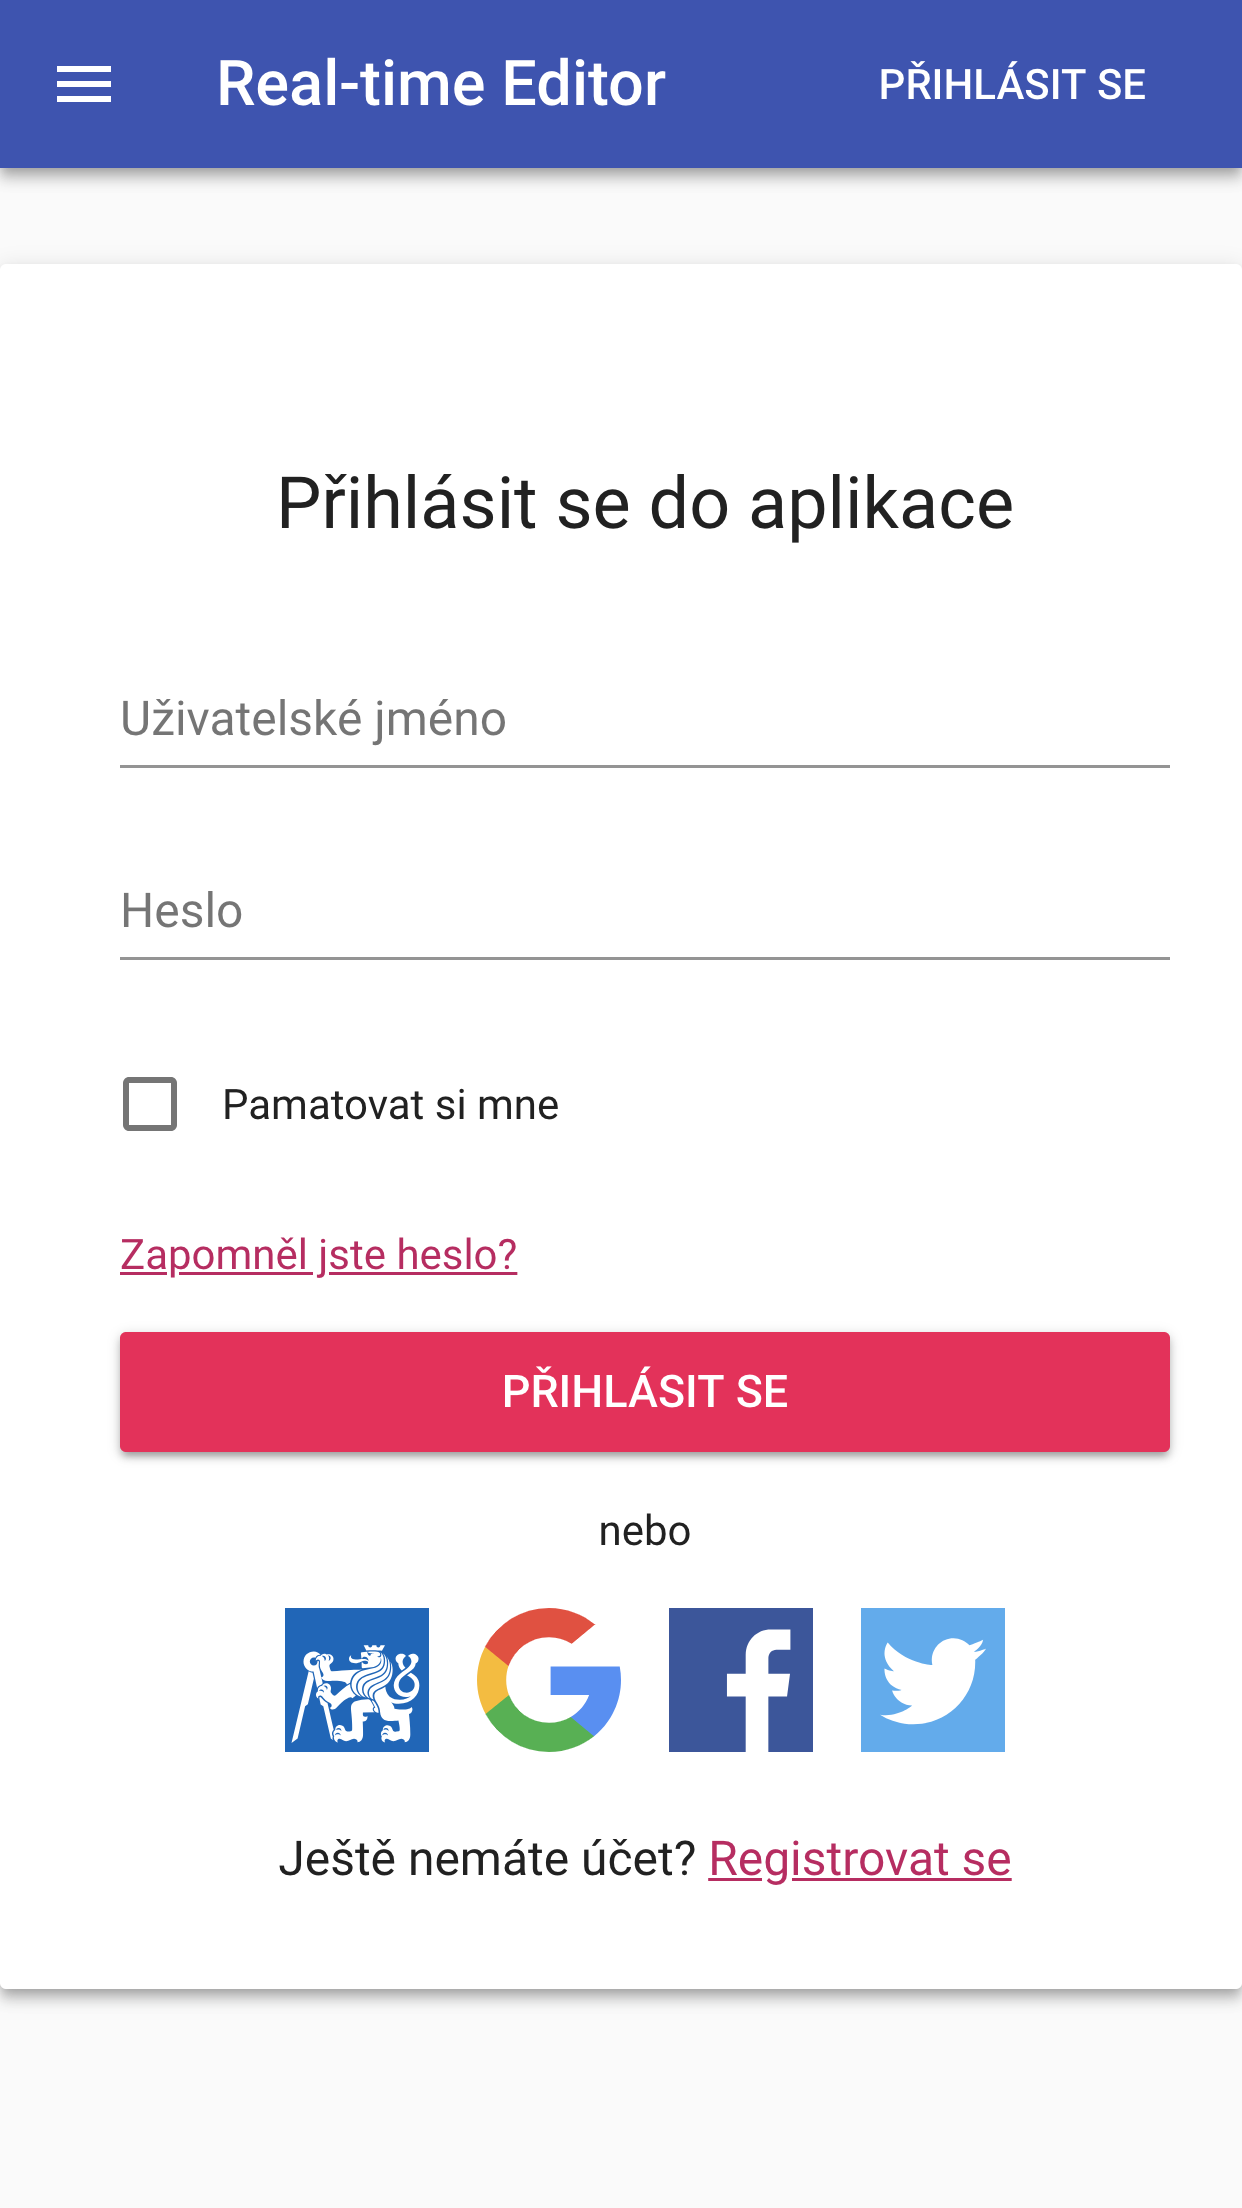 Real-time Editor PŘIHLÁSIT SE
Přihlásit se do aplikace
Uživatelské jméno
Heslo
Pamatovat si mne
Zapomněl jste heslo?
PŘIHLÁSIT SE
nebo
Ještě nemáte účet? Registrovat se